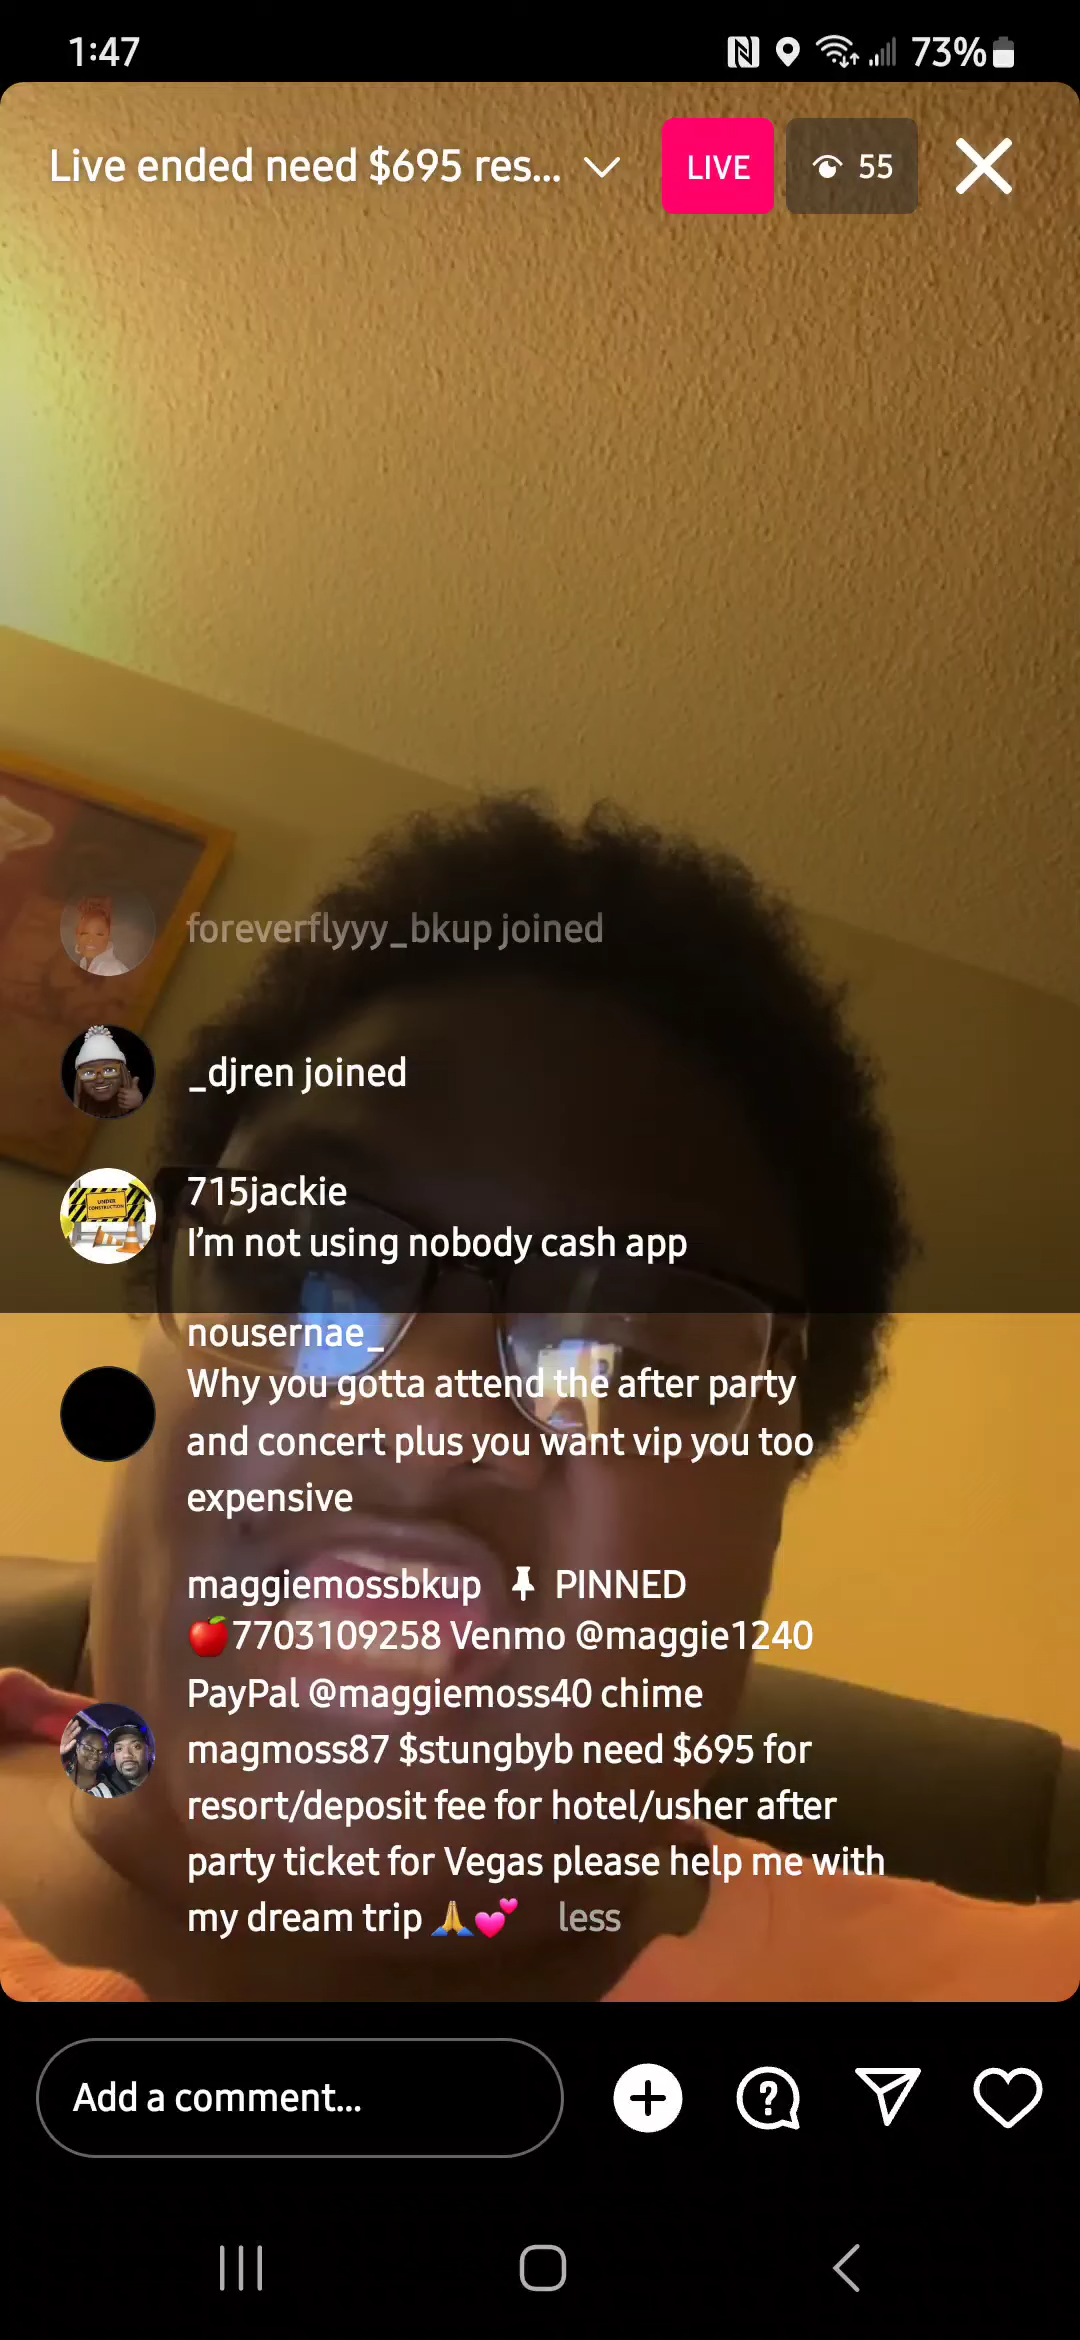 1:47
73%
Live ended need $695 res...
LIVE
55
foreverflyyy_bkup joined
_djren joined
UNDER
CONSTRUCTION
715jackie
I'm not using nobody cash app
nousernae_
Why you gotta attend the after party
and concert plus you want vip you too
expensive
maggiemossbkup 📌 PINNED
🍎7703109258 Venmo @maggie1240
PayPal @maggiemoss40 chime
magmoss87 $stungbyb need $695 for
resort/deposit fee for hotel/usher after
party ticket for Vegas please help me with
my dream trip 🙏💕 less
Add a comment...